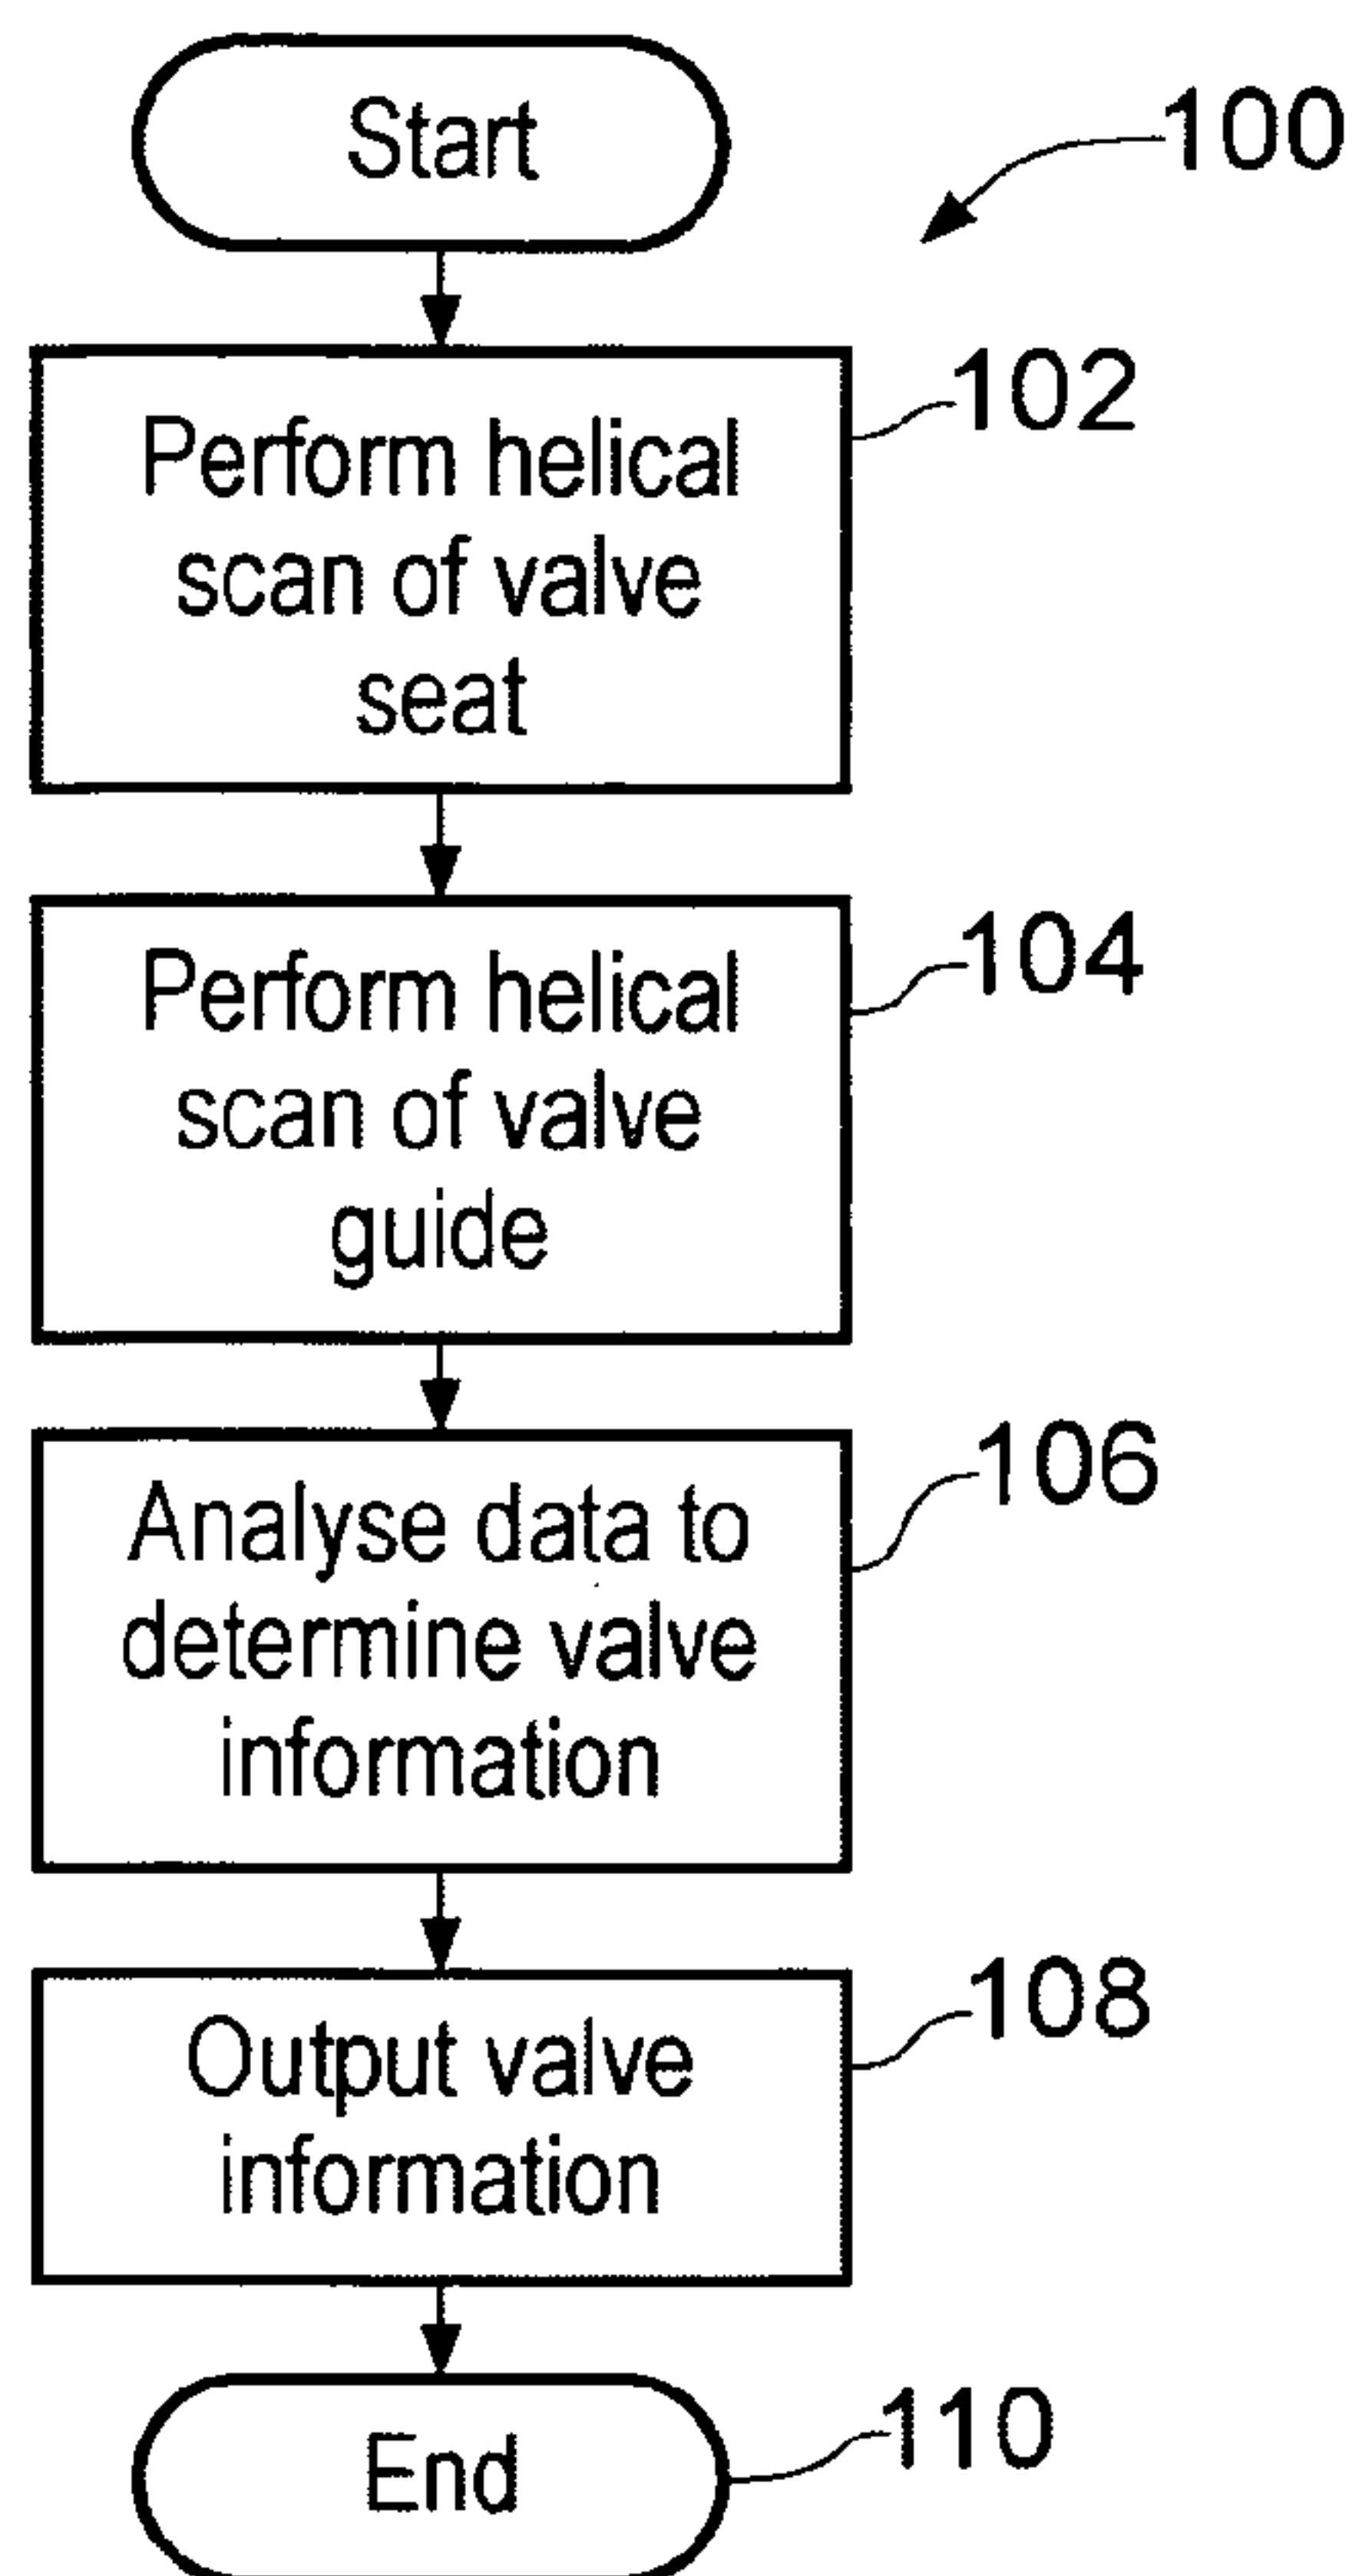 Start
100
Perform helical
scan of valve
seat
102
Perform helical
scan of valve
guide
104
Analyse data to
determine valve
information
106
Output valve
information
108
End
110